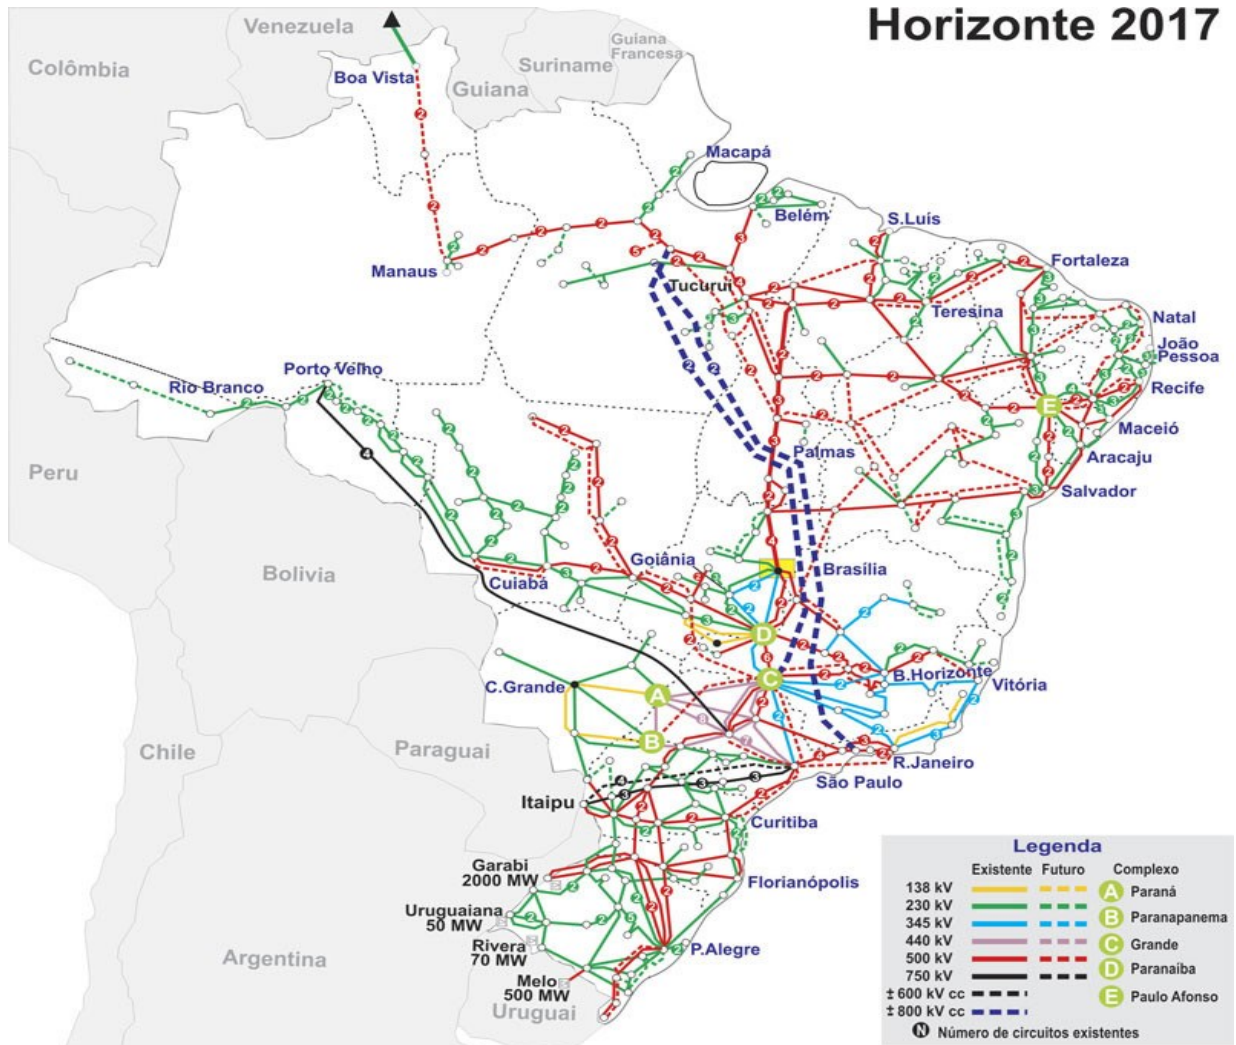 Horizonte 2017
Venezuela
Guiana
Francesa
Suriname
Colômbia
Boa Vista
Guiana
Macapá
Belém
S.Luís
Manaus
Fortaleza
Tucuruí
Teresina
Natal
João
Pessoa
Porto Velho
Rio Branco
Recife
E
Maceió
Palmas
Aracaju
Peru
Salvador
Goiânia
Brasília
Bolivia
Cuiabá
D
C
B.Horizonte
Vitória
C.Grande
A
B
Chile
Paraguai
R.Janeiro
São Paulo
Itaipu
Curitiba
Garabi
2000 MW
Florianópolis
Uruguaiana
50 MW
Rivera
70 MW
P.Alegre
Argentina
Melo
500 MW
Uruguai
Legenda
Existente Futuro Complexo
138 kV A Paraná
230 kV
345 kV B Paranapanema
440 kV C Grande
500 kV D Paranaíba
750 kV
±600 kV cc E Paulo Afonso
±800 kV cc
N Número de circuitos existentes